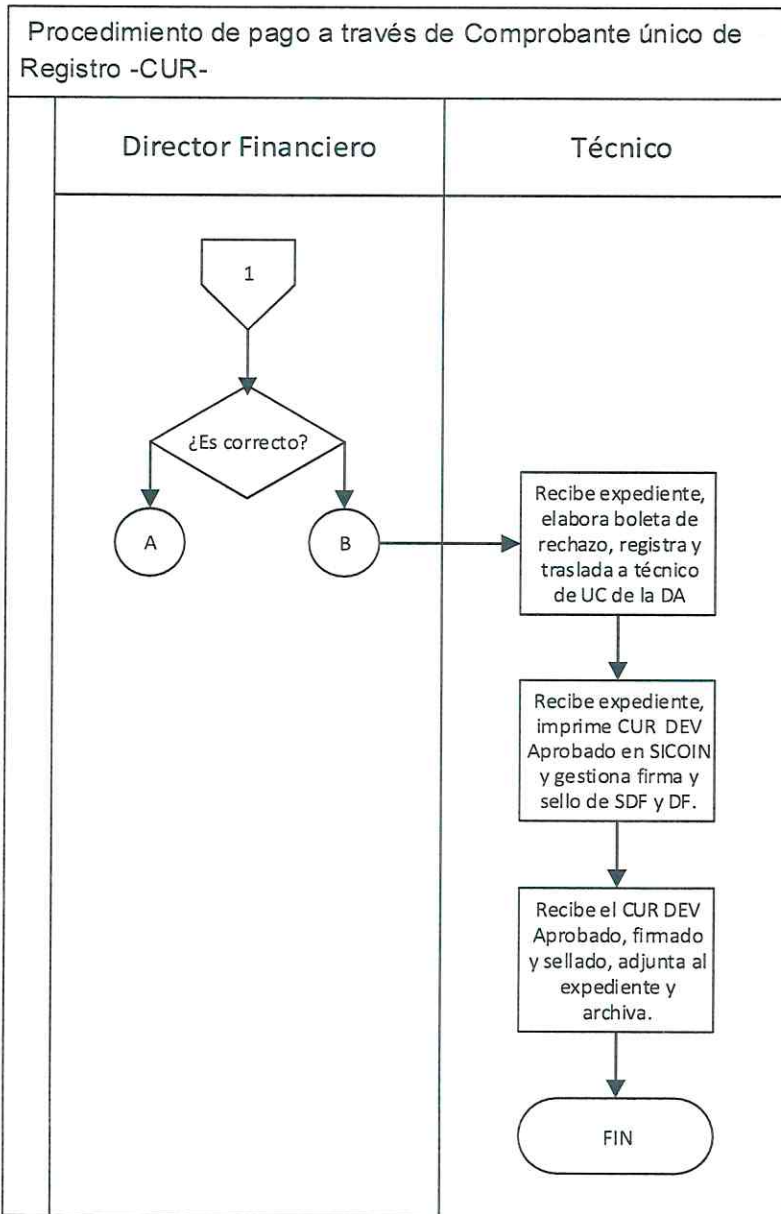 Procedimiento de pago a través de Comprobante único de
Registro -CUR-
Director Financiero
Técnico
1
¿Es correcto?
A
B
Recibe expediente,
elabora boleta de
rechazo, registra y
traslada a técnico
de UC de la DA
Recibe expediente,
imprime CUR DEV
Aprobado en SICOIN
y gestiona firma y
sello de SDF y DF.
Recibe el CUR DEV
Aprobado, firmado
y sellado, adjunta al
expediente y
archiva.
FIN